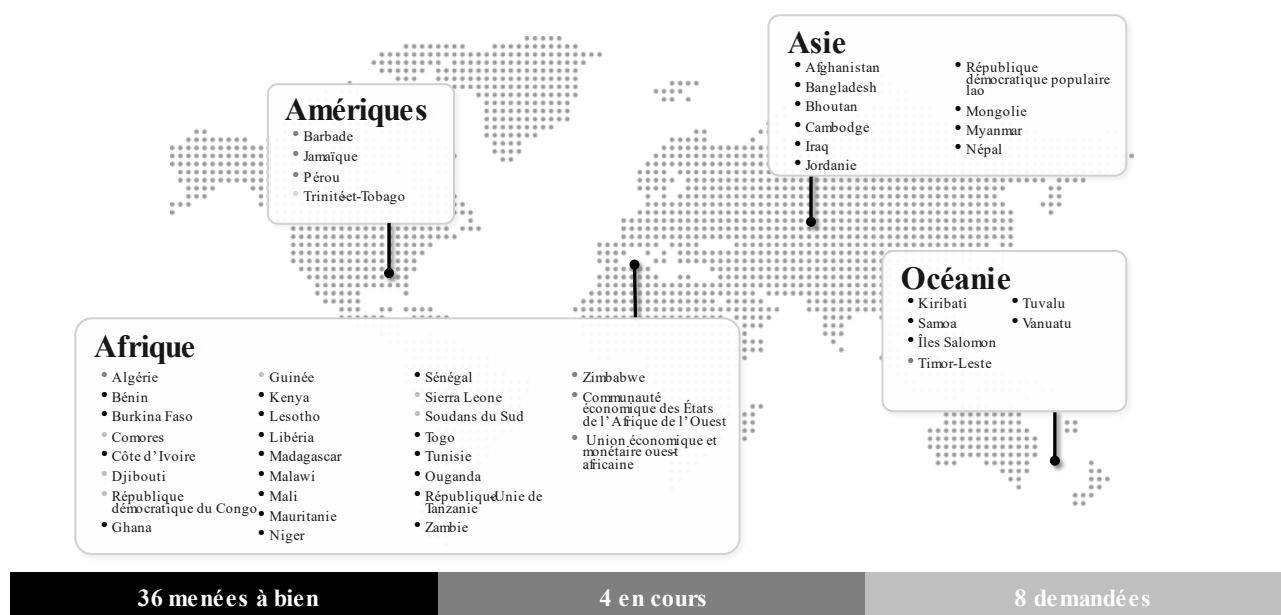 Amériques
• Barbade
• Jamaïque
• Pérou
• Trinité-et-Tobago
Asie
• Afghanistan
• Bangladesh
• Bhoutan
• Cambodge
• Iraq
• Jordanie
• République
démocratique populaire
lao
• Mongolie
• Myanmar
• Népal
Océanie
• Kiribati
• Samoa
• Îles Salomon
• Timor-Leste
• Tuvalu
• Vanuatu
Afrique
• Algérie
• Bénin
• Burkina Faso
• Comores
• Côte d'Ivoire
• Djibouti
• République
démocratique du Congo
• Ghana
• Guinée
• Kenya
• Lesotho
• Libéria
• Madagascar
• Malawi
• Mali
• Mauritanie
• Niger
• Sénégal
• Sierra Leone
• Soudans du Sud
• Togo
• Tunisie
• Ouganda
• République-Unie de
Tanzanie
• Zambie
• Zimbabwe
• Communauté
économique des États
de l'Afrique de l'Ouest
• Union économique et
monétaire ouest-
africaine
36 menées à bien
4 en cours
8 demandées